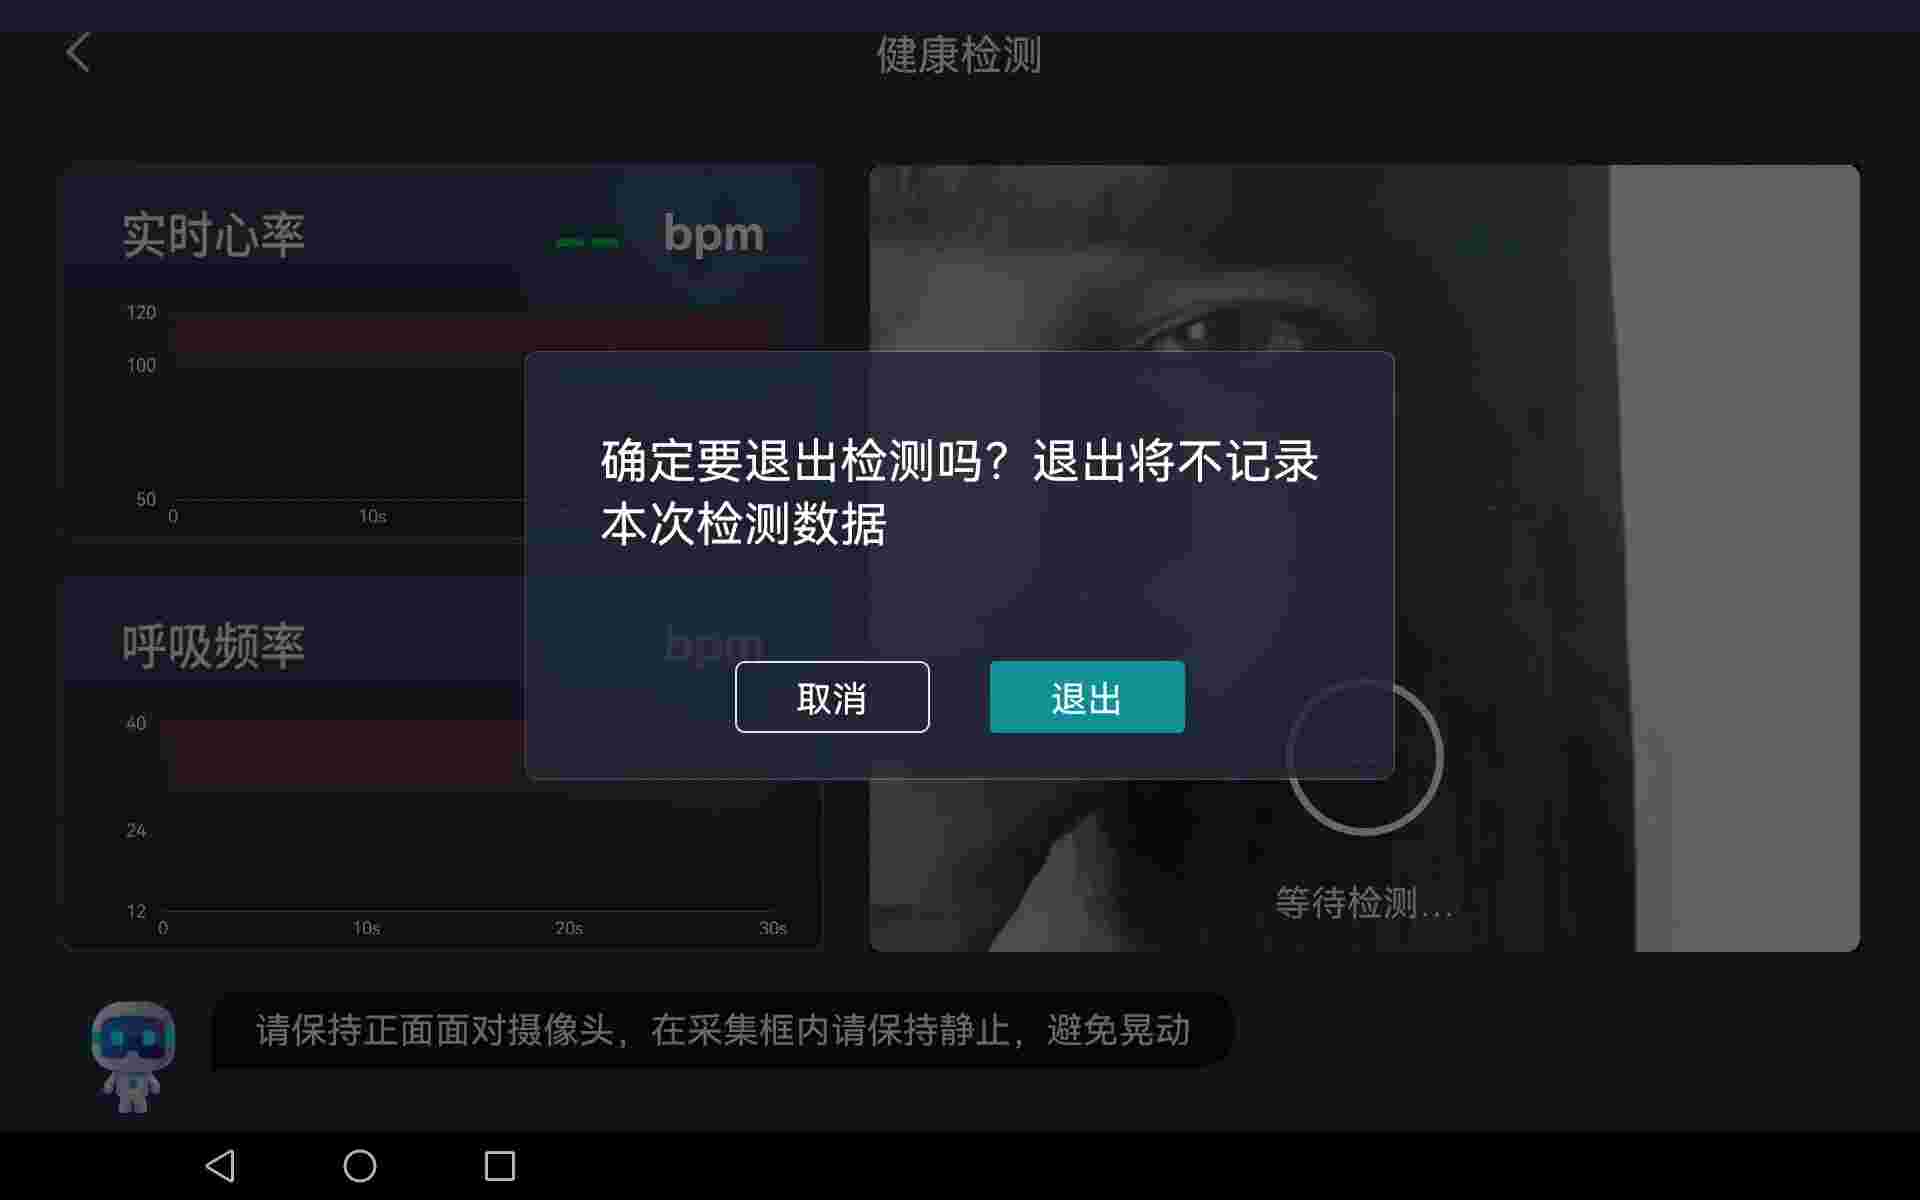 健康检测
实时心率 -- bpm
120
100
50
0 10s
确定要退出检测吗？退出将不记录
本次检测数据
取消 退出
呼吸频率 bpm
40
24
12
0 10s 20s 30s
等待检测...
请保持正面面对摄像头，在采集框内请保持静止，避免晃动